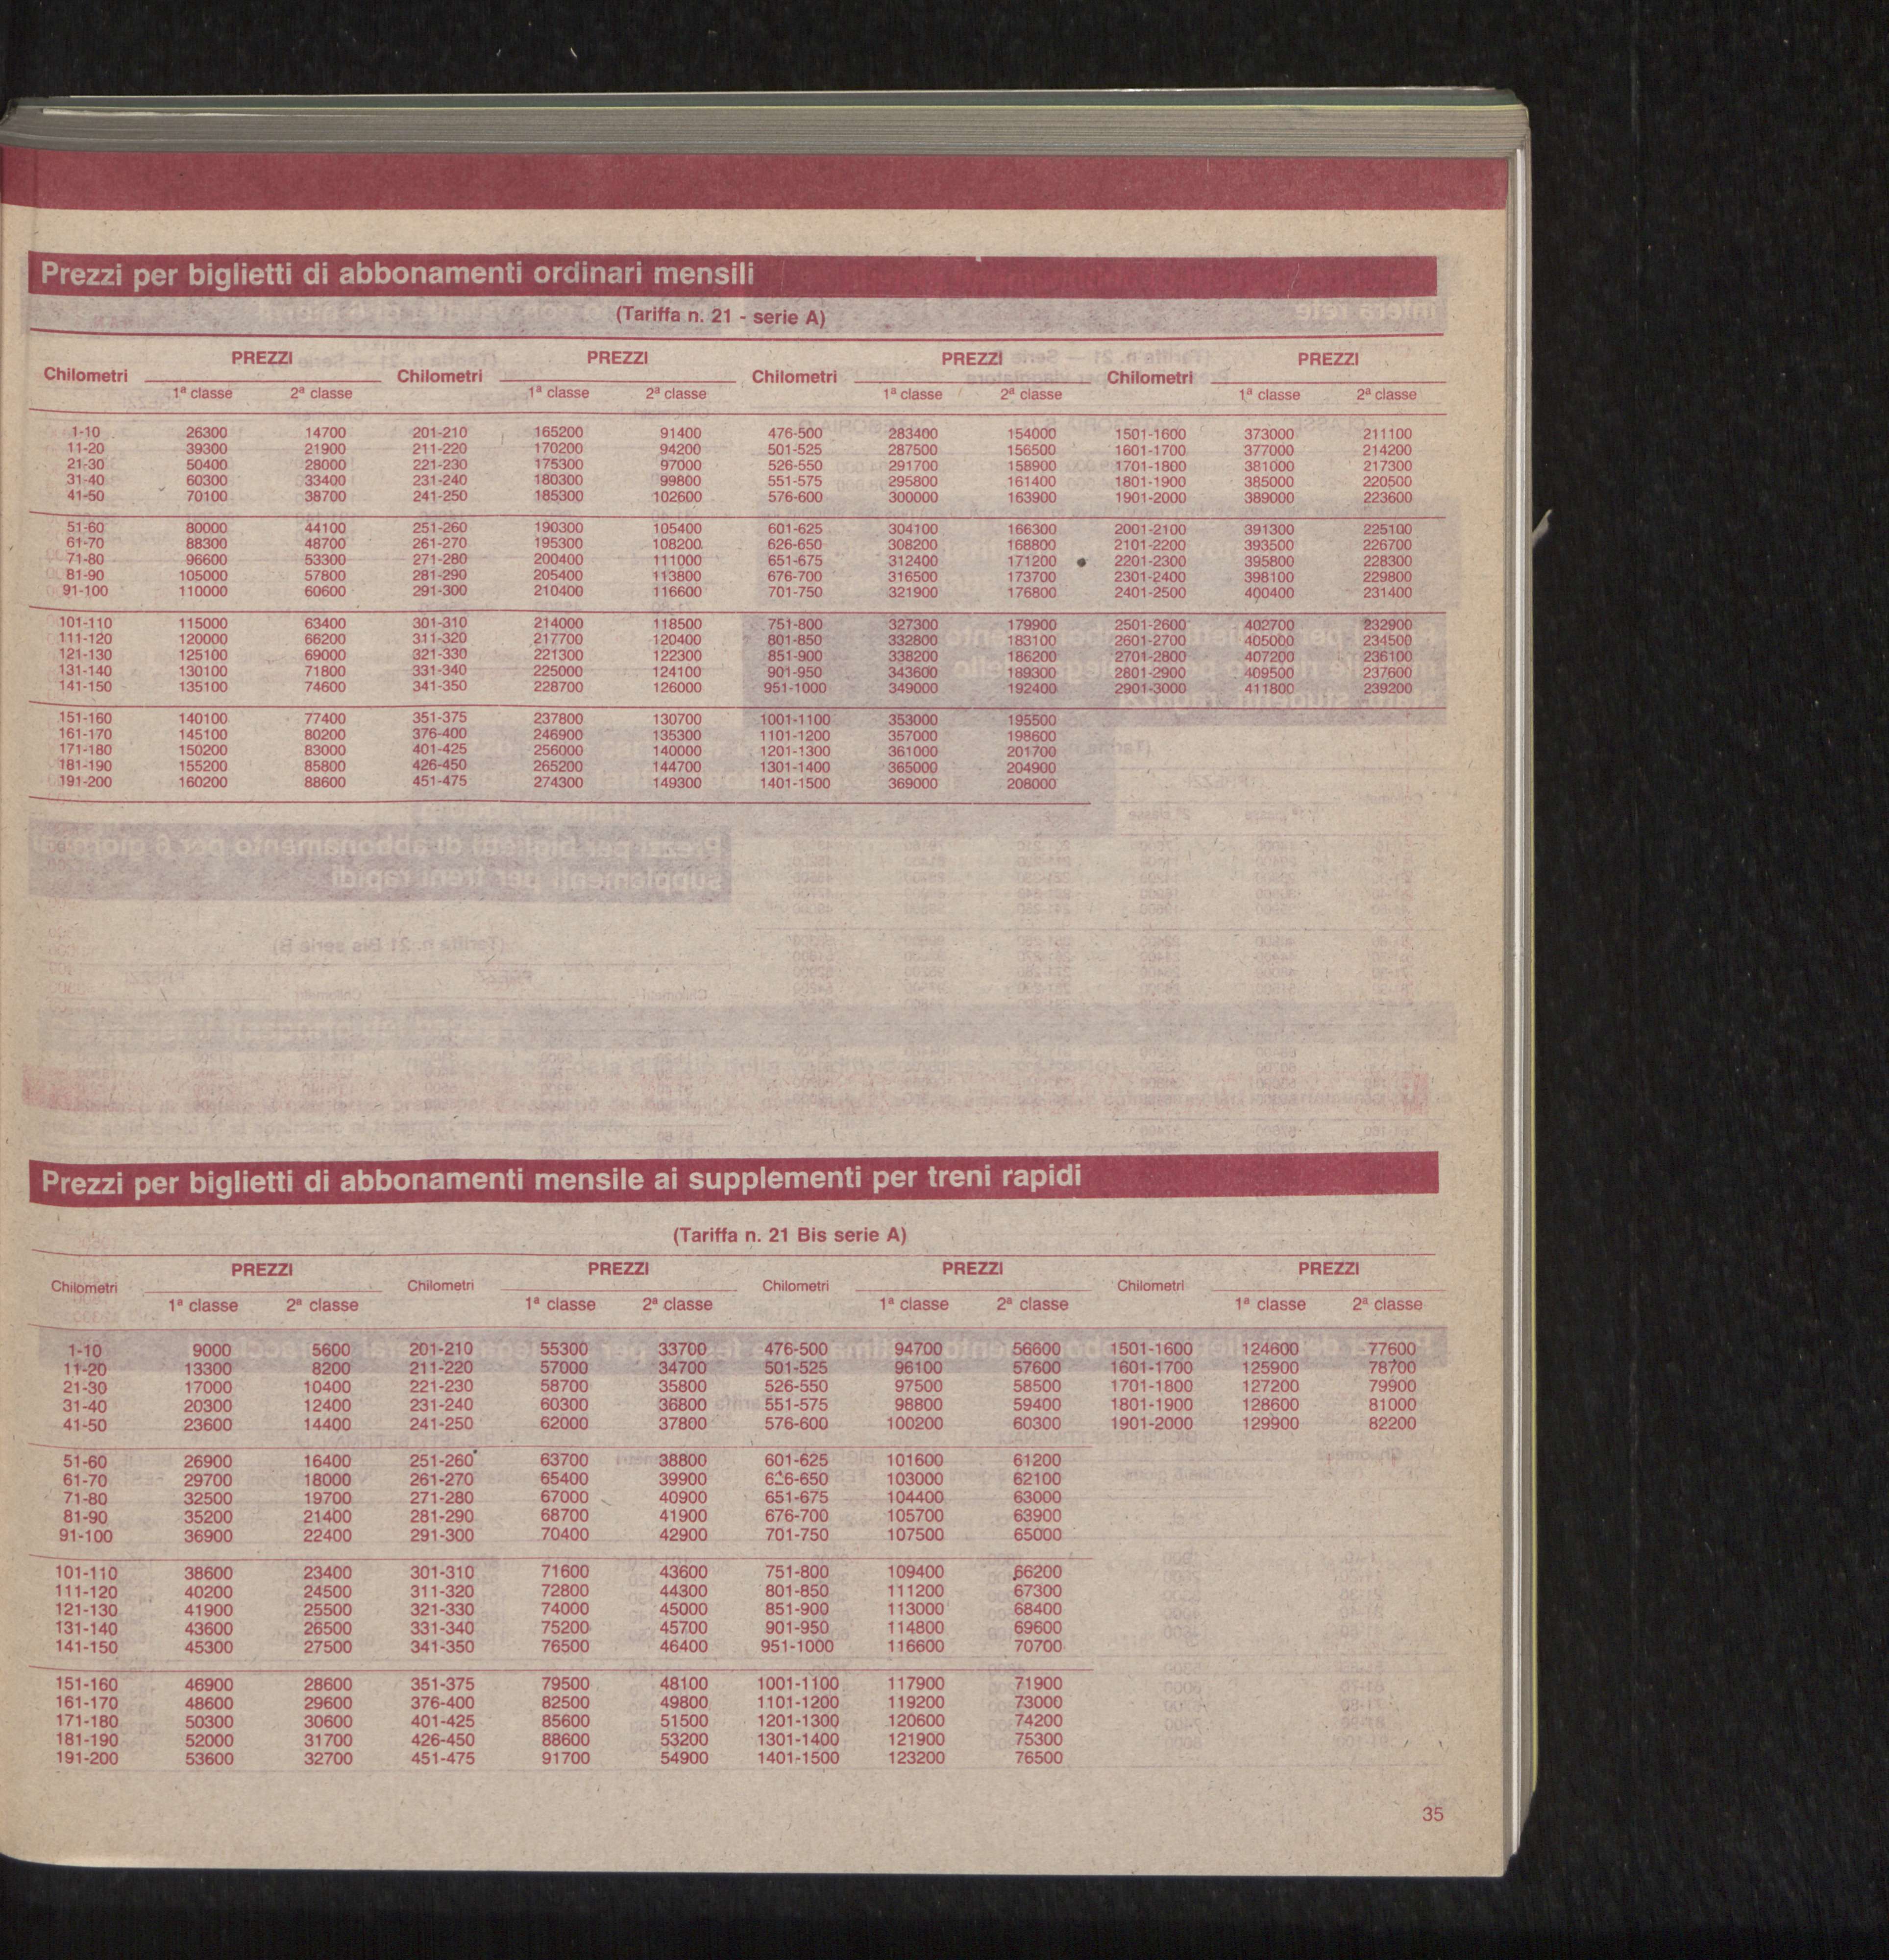 Prezzi per biglietti di abbonamenti ordinari mensili
(Tariffa n. 21 - serie A)
PREZZI PREZZI PREZZI PREZZI
Chilometri Chilometri Chilometri Chilometri
1ª classe 2ª classe 1ª classe 2ª classe 1ª classe 2ª classe 1ª classe 2ª classe
1-10 26300 14700 201-210 165200 91400 476-500 283400 154000 1501-1600 373000 211100
11-20 39300 21900 211-220 170200 94200 501-525 287500 156500 1601-1700 377000 214200
21-30 50400 28000 221-230 175300 97000 526-550 291700 158900 1701-1800 381000 217300
31-40 60300 33400 231-240 180300 99800 551-575 295800 161400 1801-1900 385000 220500
41-50 70100 38700 241-250 185300 102600 576-600 300000 163900 1901-2000 389000 223600
51-60 80000 44100 251-260 190300 105400 601-625 304100 166300 2001-2100 391300 225100
61-70 88300 48700 261-270 195300 108200 626-650 308200 168800 2101-2200 393500 226700
71-80 96600 53300 271-280 200400 111000 651-675 312400 171200 2201-2300 395800 228300
81-90 105000 57800 281-290 205400 113800 676-700 316500 173700 2301-2400 398100 229800
91-100 110000 60600 291-300 210400 116600 701-750 321900 176800 2401-2500 400400 231400
101-110 115000 63400 301-310 214000 118500 751-800 327300 179900 2501-2600 402700 232900
111-120 120000 66200 311-320 217700 120400 801-850 332800 183100 2601-2700 405000 234500
121-130 125100 69000 321-330 221300 122300 851-900 338200 186200 2701-2800 407200 236100
131-140 130100 71800 331-340 225000 124100 901-950 343600 189300 2801-2900 409500 237600
141-150 135100 74600 341-350 228700 126000 951-1000 349000 192400 2901-3000 411800 239200
151-160 140100 77400 351-375 237800 130700 1001-1100 353000 195500
161-170 145100 80200 376-400 246900 135300 1101-1200 357000 198600
171-180 150200 83000 401-425 256000 140000 1201-1300 361000 201700
181-190 155200 85800 426-450 265200 144700 1301-1400 365000 204900
191-200 160200 88600 451-475 274300 149300 1401-1500 369000 208000
Prezzi per biglietti di abbonamenti mensile ai supplementi per treni rapidi
(Tariffa n. 21 Bis serie A)
PREZZI PREZZI PREZZI PREZZI
Chilometri Chilometri Chilometri Chilometri
1ª classe 2ª classe 1ª classe 2ª classe 1ª classe 2ª classe 1ª classe 2ª classe
1-10 9000 5600 201-210 55300 33700 476-500 94700 56600 1501-1600 124600 77600
11-20 13300 8200 211-220 57000 34700 501-525 96100 57600 1601-1700 125900 78700
21-30 17000 10400 221-230 58700 35800 526-550 97500 58500 1701-1800 127200 79900
31-40 20300 12400 231-240 60300 36800 551-575 98800 59400 1801-1900 128600 81000
41-50 23600 14400 241-250 62000 37800 576-600 100200 60300 1901-2000 129900 82200
51-60 26900 16400 251-260 63700 38800 601-625 101600 61200
61-70 29700 18000 261-270 65400 39900 626-650 103000 62100
71-80 32500 19700 271-280 67000 40900 651-675 104400 63000
81-90 35200 21400 281-290 68700 41900 676-700 105700 63900
91-100 36900 22400 291-300 70400 42900 701-750 107500 65000
101-110 38600 23400 301-310 71600 43600 751-800 109400 66200
111-120 40200 24500 311-320 72800 44300 801-850 111200 67300
121-130 41900 25500 321-330 74000 45000 851-900 113000 68400
131-140 43600 26500 331-340 75200 45700 901-950 114800 69600
141-150 45300 27500 341-350 76500 46400 951-1000 116600 70700
151-160 46900 28600 351-375 79500 48100 1001-1100 117900 71900
161-170 48600 29600 376-400 82500 49800 1101-1200 119200 73000
171-180 50300 30600 401-425 85600 51500 1201-1300 120600 74200
181-190 52000 31700 426-450 88600 53200 1301-1400 121900 75300
191-200 53600 32700 451-475 91700 54900 1401-1500 123200 76500
35